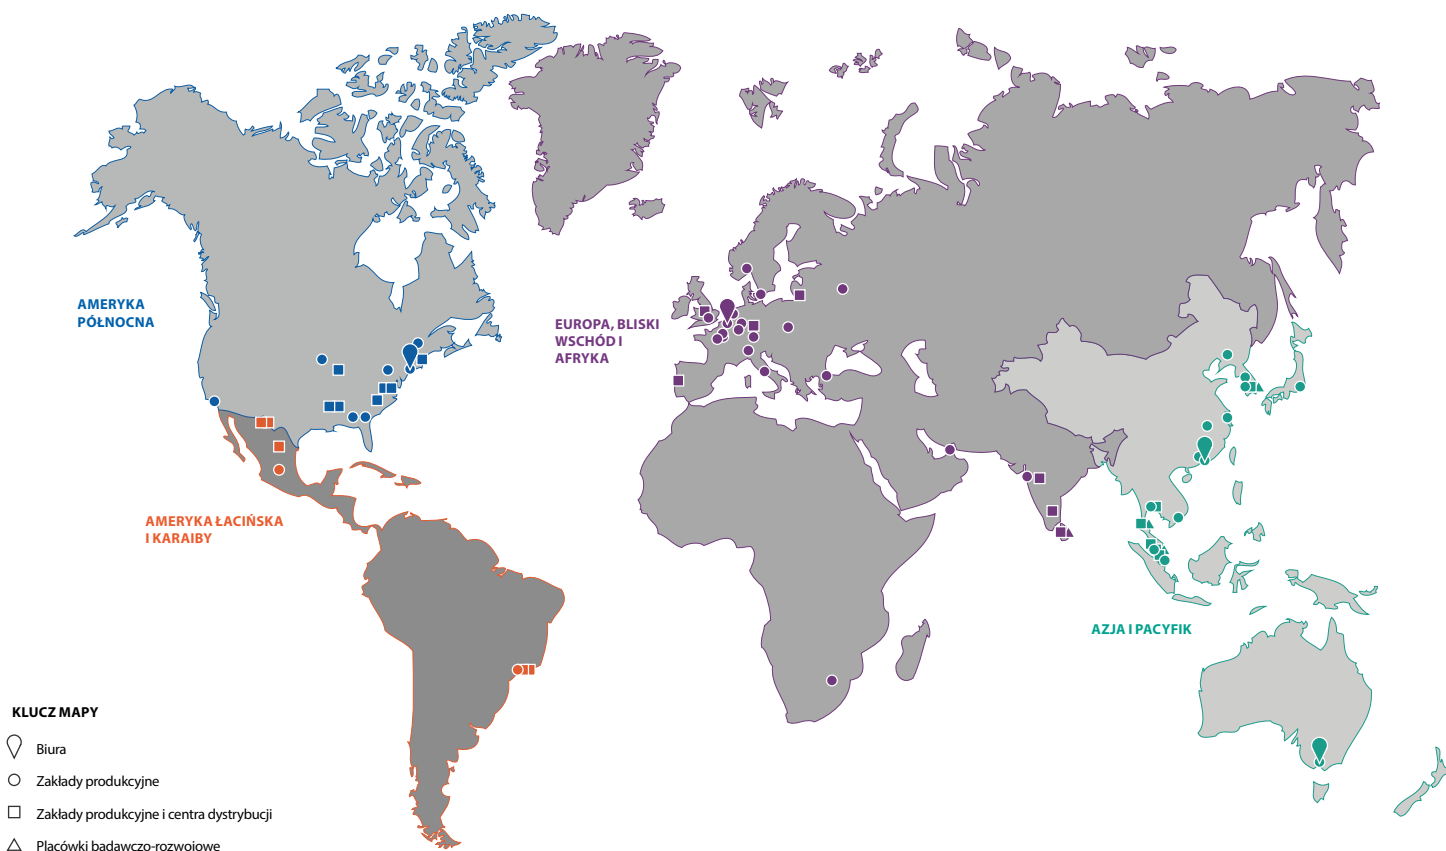 AMERYKA
PÓŁNOCNA
EUROPA, BLISKI
WSCHÓD I
AFRYKA
AMERYKA ŁACIŃSKA
I KARAIBY
AZJA I PACYFIK
KLUCZ MAPY
Biura
Zakłady produkcyjne
Zakłady produkcyjne i centra dystrybucji
Placówki badawczo-rozwojowe